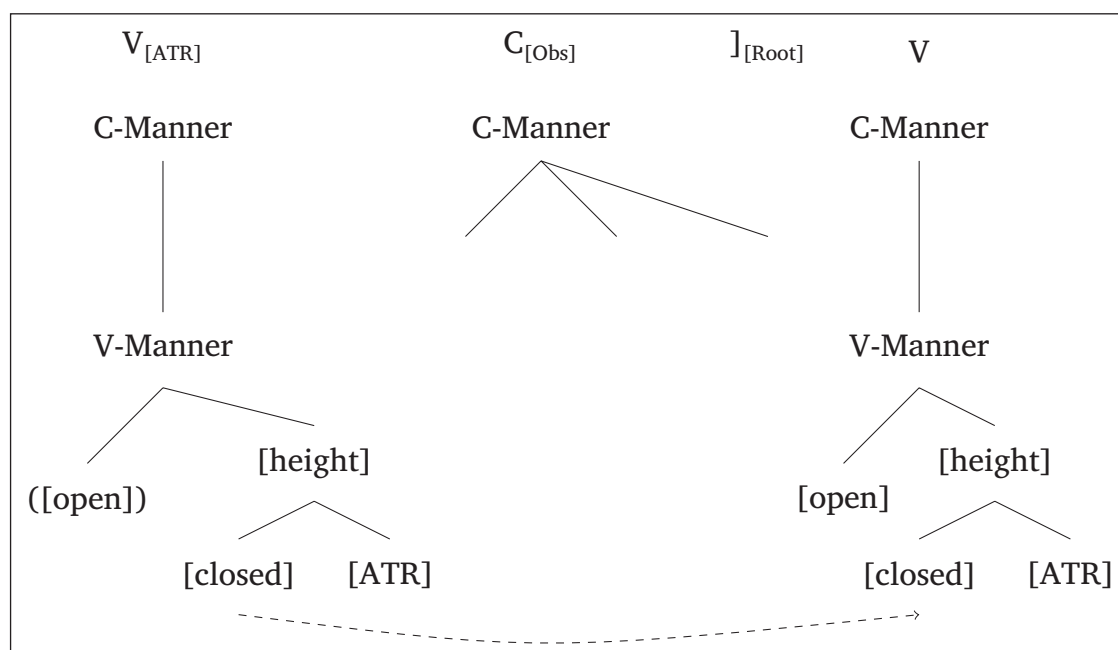 V[ATR] C[Obs] ][Root] V
C-Manner C-Manner C-Manner
V-Manner V-Manner
[height] [height]
([open]) [open]
[closed] [ATR] [closed] [ATR]